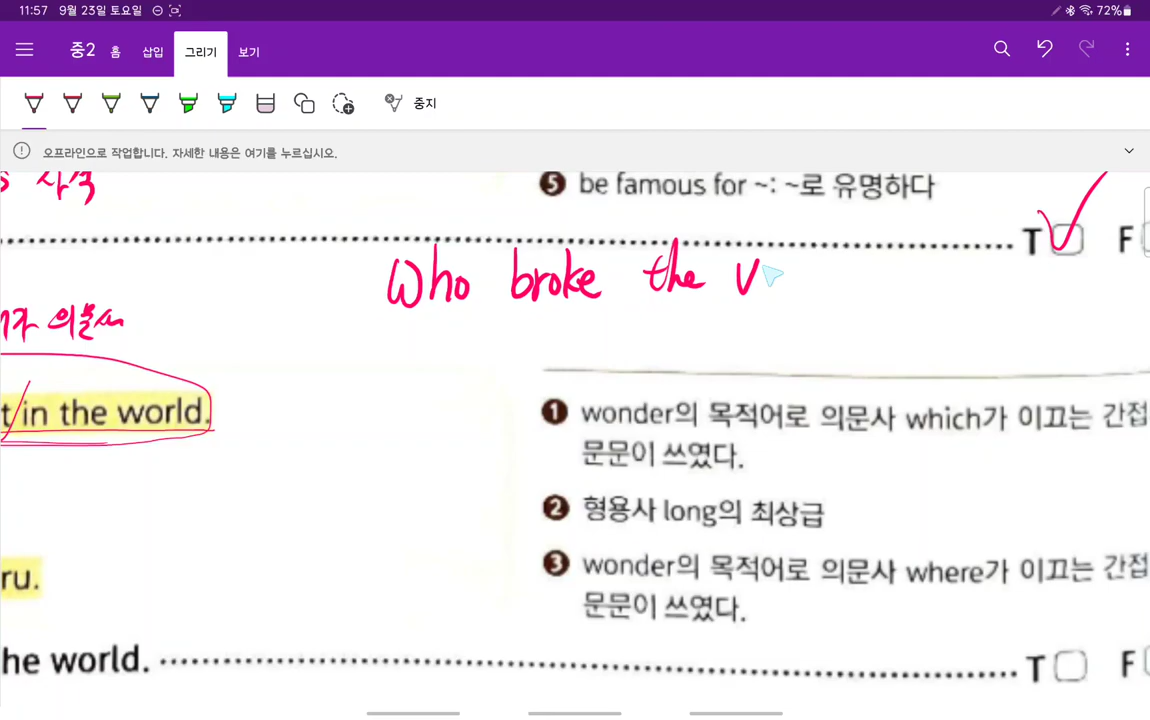 11:57 9월 23일 토요일 72%
중2 홈 삽입 그리기 보기
중지
오프라인으로 작업합니다. 자세한 내용은 여기를 누르십시오.
5 be famous for ~: ~로 유명하다
T F
Who broke the v
의문사
t in the world.
1 wonder의 목적어로 의문사 which가 이끄는 간접
문문이 쓰였다.
2 형용사 long의 최상급
3 wonder의 목적어로 의문사 where가 이끄는 간접
문문이 쓰였다.
ru.
he world. T F